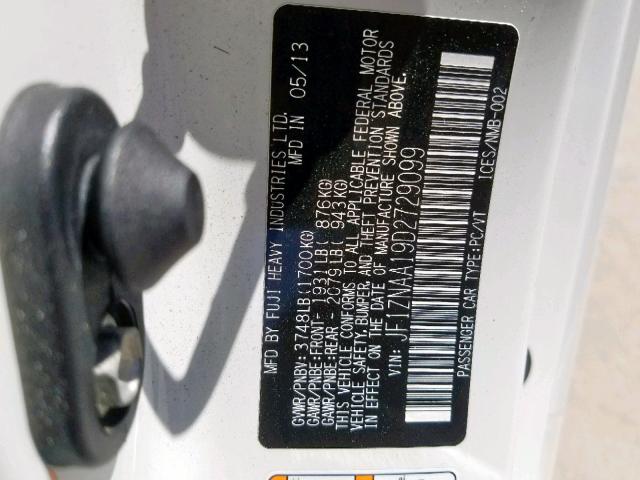 MFD BY FUJI HEAVY INDUSTRIES LTD.
MFD IN 05/13
GVWR/PNBV: 3748LB(1700KG)
GAWR/PNBE:FRONT- 1931LB( 876KG)
GAWR/PNBE:REAR - 2079LB( 943KG)
THIS VEHICLE CONFORMS TO ALL APPLICABLE FEDERAL MOTOR
VEHICLE SAFETY, BUMPER, AND THEFT PREVENTION STANDARDS
IN EFFECT ON THE DATE OF MANUFACTURE SHOWN ABOVE.
VIN: JF1ZNAA19D2729099
PASSENGER CAR TYPE:PC/VT
ICES/NMB-002